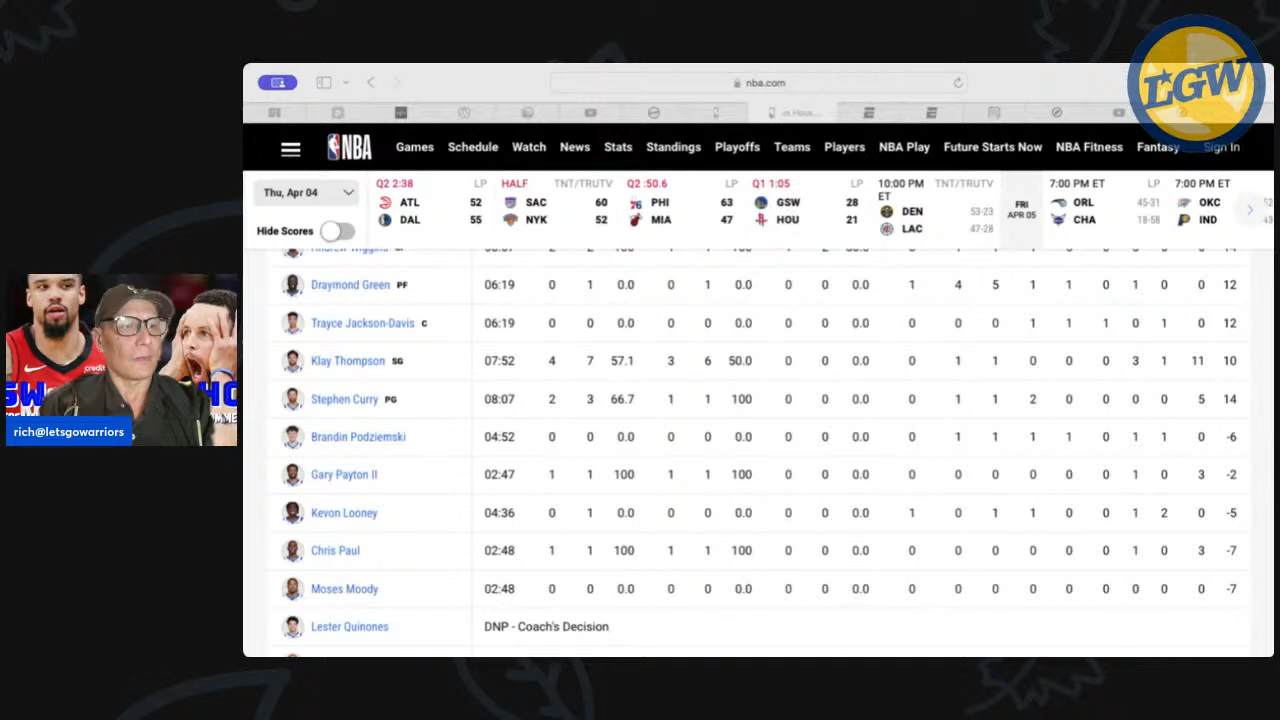 LGW
nba.com
vs Hous...
NBA Games Schedule Watch News Stats Standings Playoffs Teams Players NBA Play Future Starts Now NBA Fitness Fantasy Sign In
Thu, Apr 04
Hide Scores
Q2 2:38 LP
ATL 52
DAL 55
HALF TNT/TRUTV
SAC 60
NYK 52
Q2 :50.6 LP
PHI 63
MIA 47
Q1 1:05 LP
GSW 28
HOU 21
10:00 PM ET TNT/TRUTV
DEN 53-23
LAC 47-28
FRI
APR 05
7:00 PM ET LP
ORL 45-31
CHA 18-58
7:00 PM ET
OKC
IND
Andrew Wiggins
Draymond Green PF 06:19 0 1 0.0 0 1 0.0 0 0 0.0 1 4 5 1 1 0 1 0 0 12
Trayce Jackson-Davis C 06:19 0 0 0.0 0 0 0.0 0 0 0.0 0 0 0 1 1 1 0 1 0 12
Klay Thompson SG 07:52 4 7 57.1 3 6 50.0 0 0 0.0 0 1 1 0 0 0 3 1 11 10
Stephen Curry PG 08:07 2 3 66.7 1 1 100 0 0 0.0 0 1 1 2 0 0 0 0 5 14
Brandin Podziemski 04:52 0 0 0.0 0 0 0.0 0 0 0.0 0 1 1 1 1 0 1 1 0 -6
Gary Payton II 02:47 1 1 100 1 1 100 0 0 0.0 0 0 0 0 0 0 1 0 3 -2
Kevon Looney 04:36 0 1 0.0 0 0 0.0 0 0 0.0 1 0 1 1 0 0 1 2 0 -5
Chris Paul 02:48 1 1 100 1 1 100 0 0 0.0 0 0 0 0 0 0 1 0 3 -7
Moses Moody 02:48 0 0 0.0 0 0 0.0 0 0 0.0 0 0 0 0 0 0 0 0 0 -7
Lester Quinones DNP - Coach's Decision
credit
rich@letsgowarriors